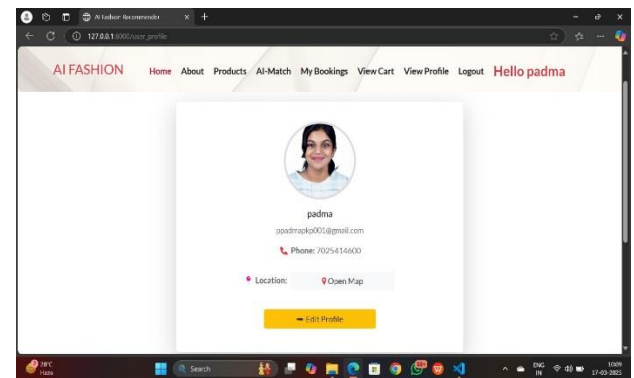 AI Fashion Recommender
127.0.0.1:8000/user_profile
AI FASHION Home About Products AI-Match My Bookings View Cart View Profile Logout Hello padma
padma
ppadmapkp001@gmail.com
Phone: 7025414600
Location: Open Map
Edit Profile
28°C
Haze
Search
ENG
IN
1009
17-03-2025